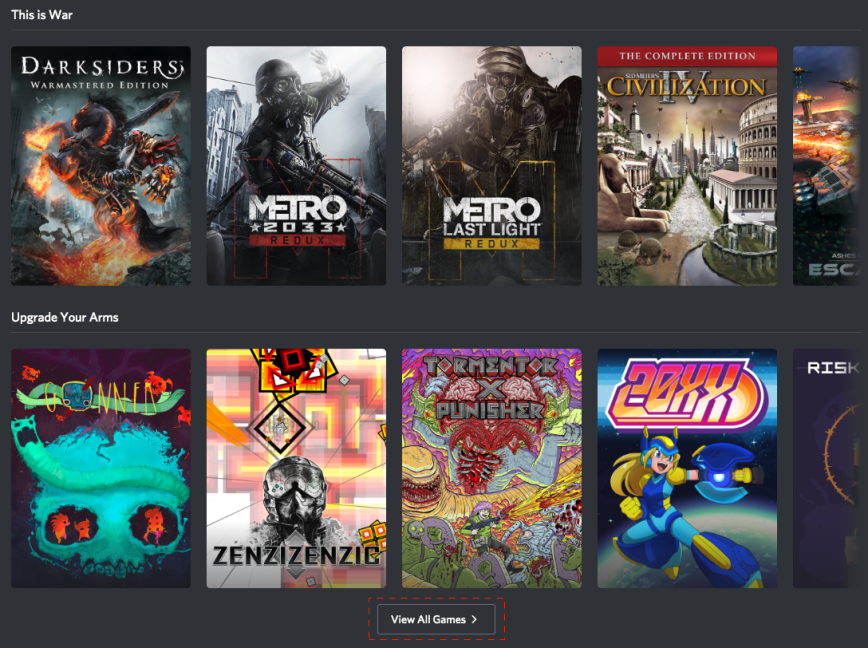 This is War
DARKSIDERS
WARMASTERED EDITION
METRO
2033
REDUX
METRO
LAST LIGHT
REDUX
THE COMPLETE EDITION
SID MEIER'S
CIVILIZATION
IV
ASHES
ESCA
Upgrade Your Arms
GONNER
ZENZIZENZIC
TORMENTOR
X
PUNISHER
20XX
RISK
View All Games >